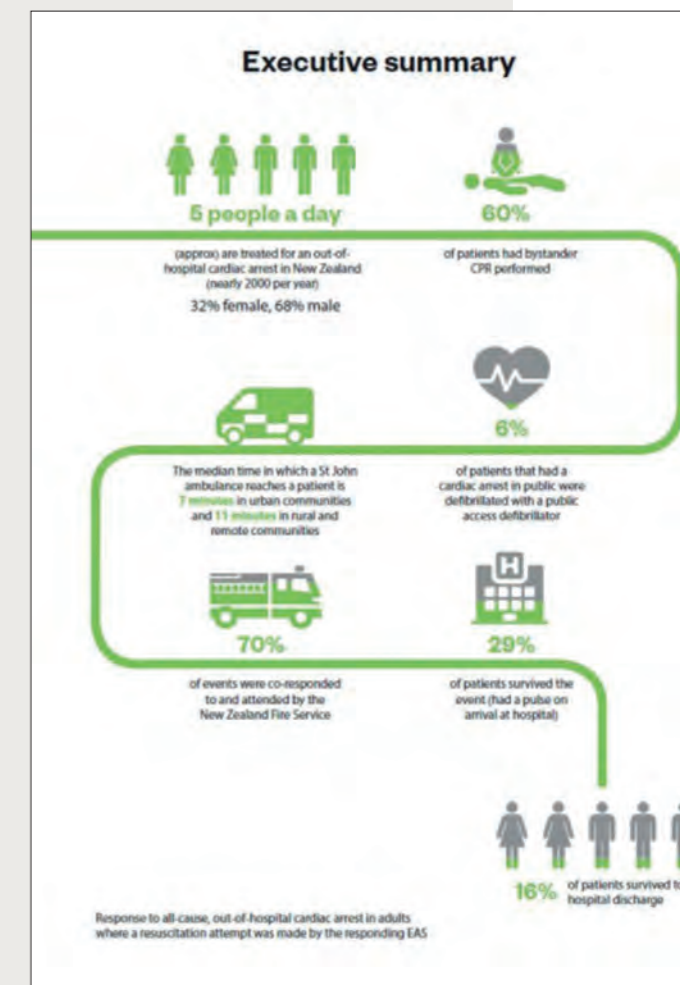 Executive summary
5 people a day
(approx) are treated for an out-of-
hospital cardiac arrest in New Zealand
(nearly 2000 per year)
32% female, 68% male
60%
of patients had bystander
CPR performed
6%
of patients that had a
cardiac arrest in public were
defibrillated with a public
access defibrillator
The median time in which a St John
ambulance reaches a patient is
7 minutes in urban communities
and 11 minutes in rural and
remote communities
H
70%
of events were co-responded
to and attended by the
New Zealand Fire Service
29%
of patients survived the
event (had a pulse on
arrival at hospital)
16%
of patients survived to
hospital discharge
Response to all-cause, out-of-hospital cardiac arrest in adults
where a resuscitation attempt was made by the responding EAS